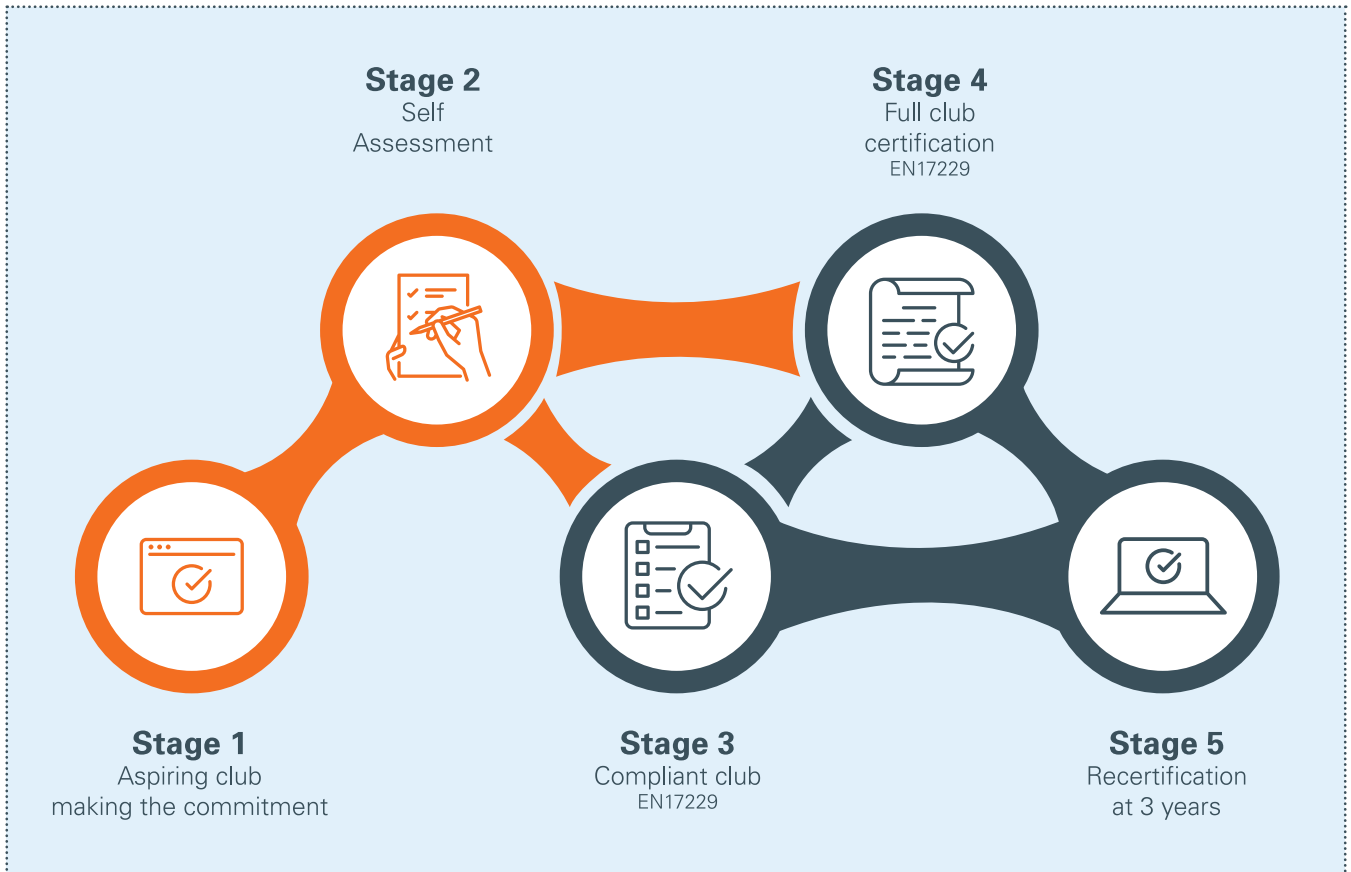 Stage 2
Self
Assessment
Stage 4
Full club
certification
EN17229
Stage 1
Aspiring club
making the commitment
Stage 3
Compliant club
EN17229
Stage 5
Recertification
at 3 years